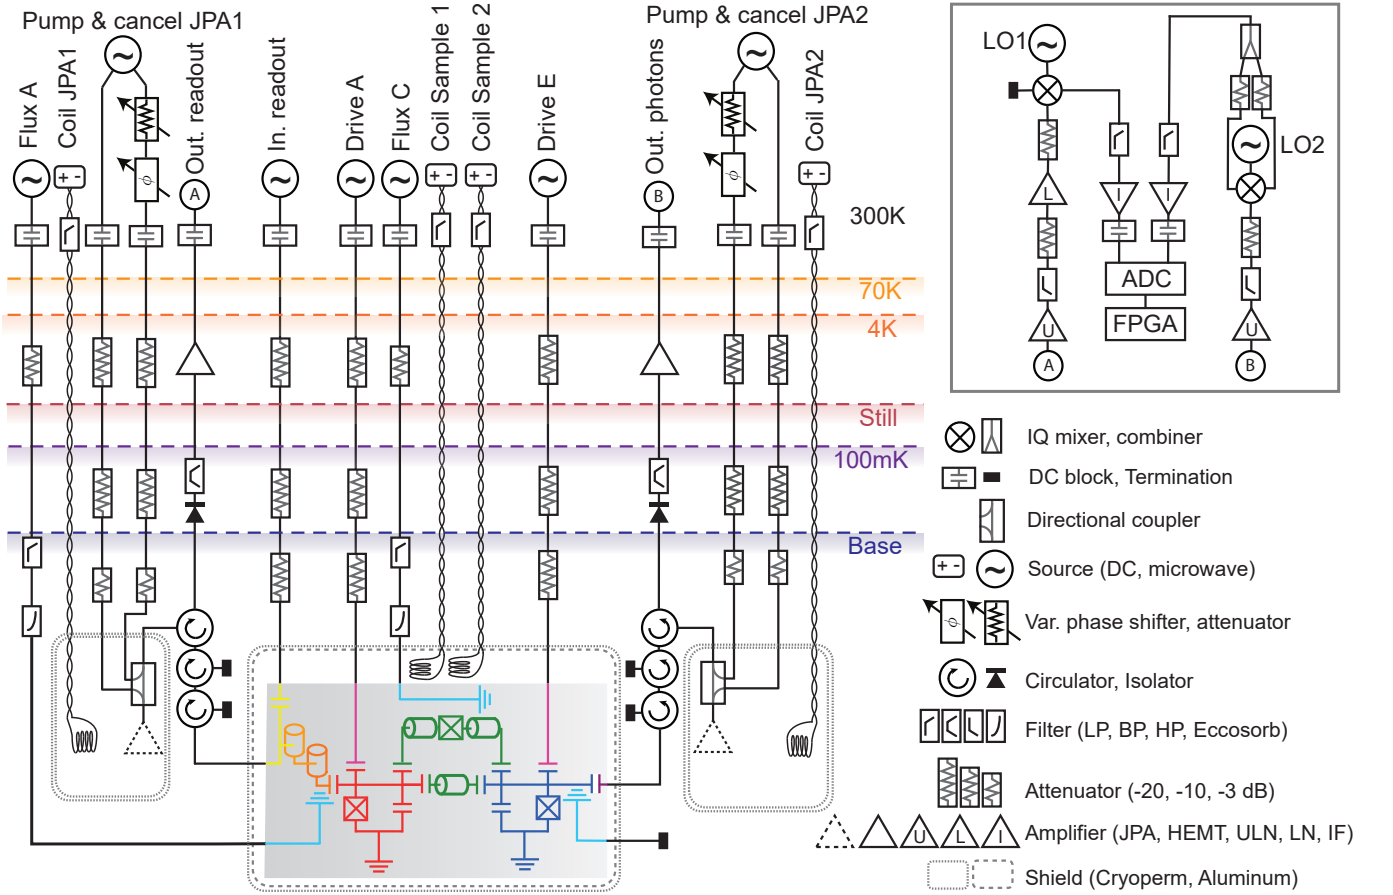 Pump & cancel JPA1
Pump & cancel JPA2
Flux A
Coil JPA1
Out. readout
In. readout
Drive A
Flux C
Coil Sample 1
Coil Sample 2
Drive E
Out. photons
Coil JPA2
~
~
+ -
ϕ
A
~
~
~
+ -
+ -
~
B
~
ϕ
+ -
300K
70K
4K
Still
100mK
Base
LO1
~
LO2
~
L
I
I
ADC
FPGA
U
U
A
B
IQ mixer, combiner
DC block, Termination
Directional coupler
+ - ~ Source (DC, microwave)
ϕ Var. phase shifter, attenuator
Circulator, Isolator
Filter (LP, BP, HP, Eccosorb)
Attenuator (-20, -10, -3 dB)
U L I Amplifier (JPA, HEMT, ULN, LN, IF)
Shield (Cryoperm, Aluminum)